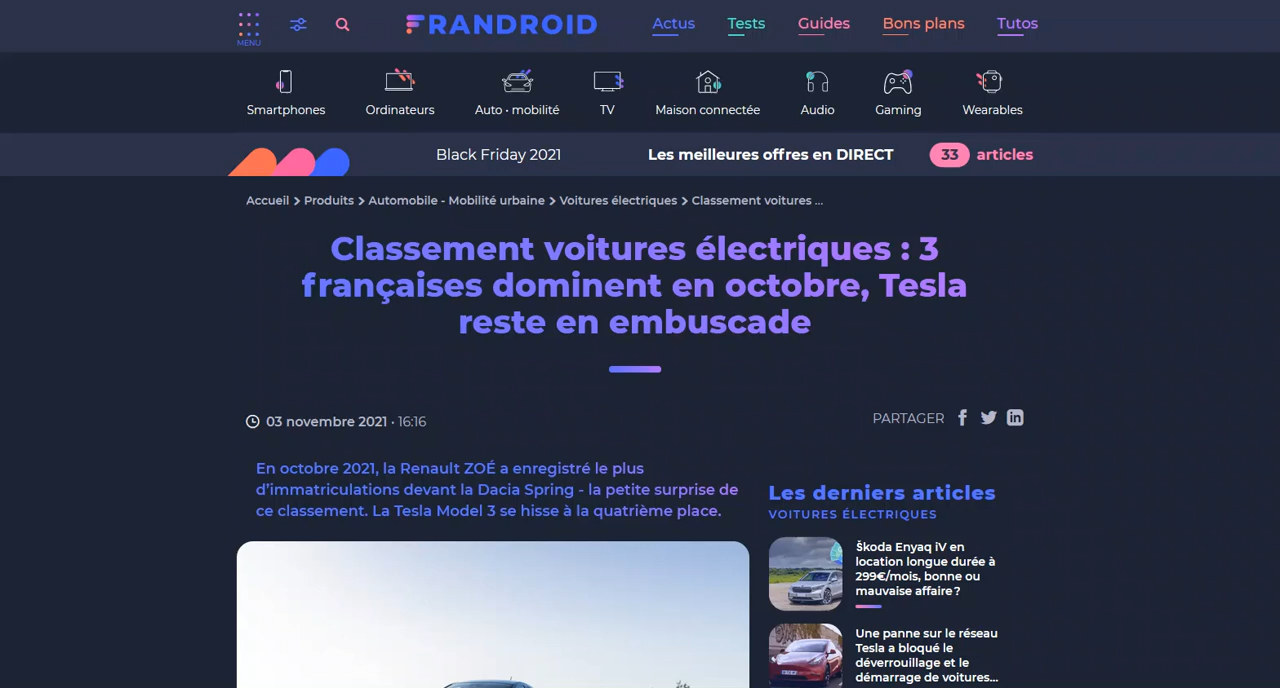 MENU
FRANDROID
Actus
Tests
Guides
Bons plans
Tutos
Smartphones
Ordinateurs
Auto • mobilité
TV
Maison connectée
Audio
Gaming
Wearables
Black Friday 2021
Les meilleures offres en DIRECT
33 articles
Accueil > Produits > Automobile - Mobilité urbaine > Voitures électriques > Classement voitures ...
Classement voitures électriques : 3
françaises dominent en octobre, Tesla
reste en embuscade
03 novembre 2021 • 16:16
PARTAGER
En octobre 2021, la Renault ZOÉ a enregistré le plus
d’immatriculations devant la Dacia Spring - la petite surprise de
ce classement. La Tesla Model 3 se hisse à la quatrième place.
Les derniers articles
VOITURES ÉLECTRIQUES
Škoda Enyaq iV en
location longue durée à
299€/mois, bonne ou
mauvaise affaire ?
Une panne sur le réseau
Tesla a bloqué le
déverrouillage et le
démarrage de voitures...